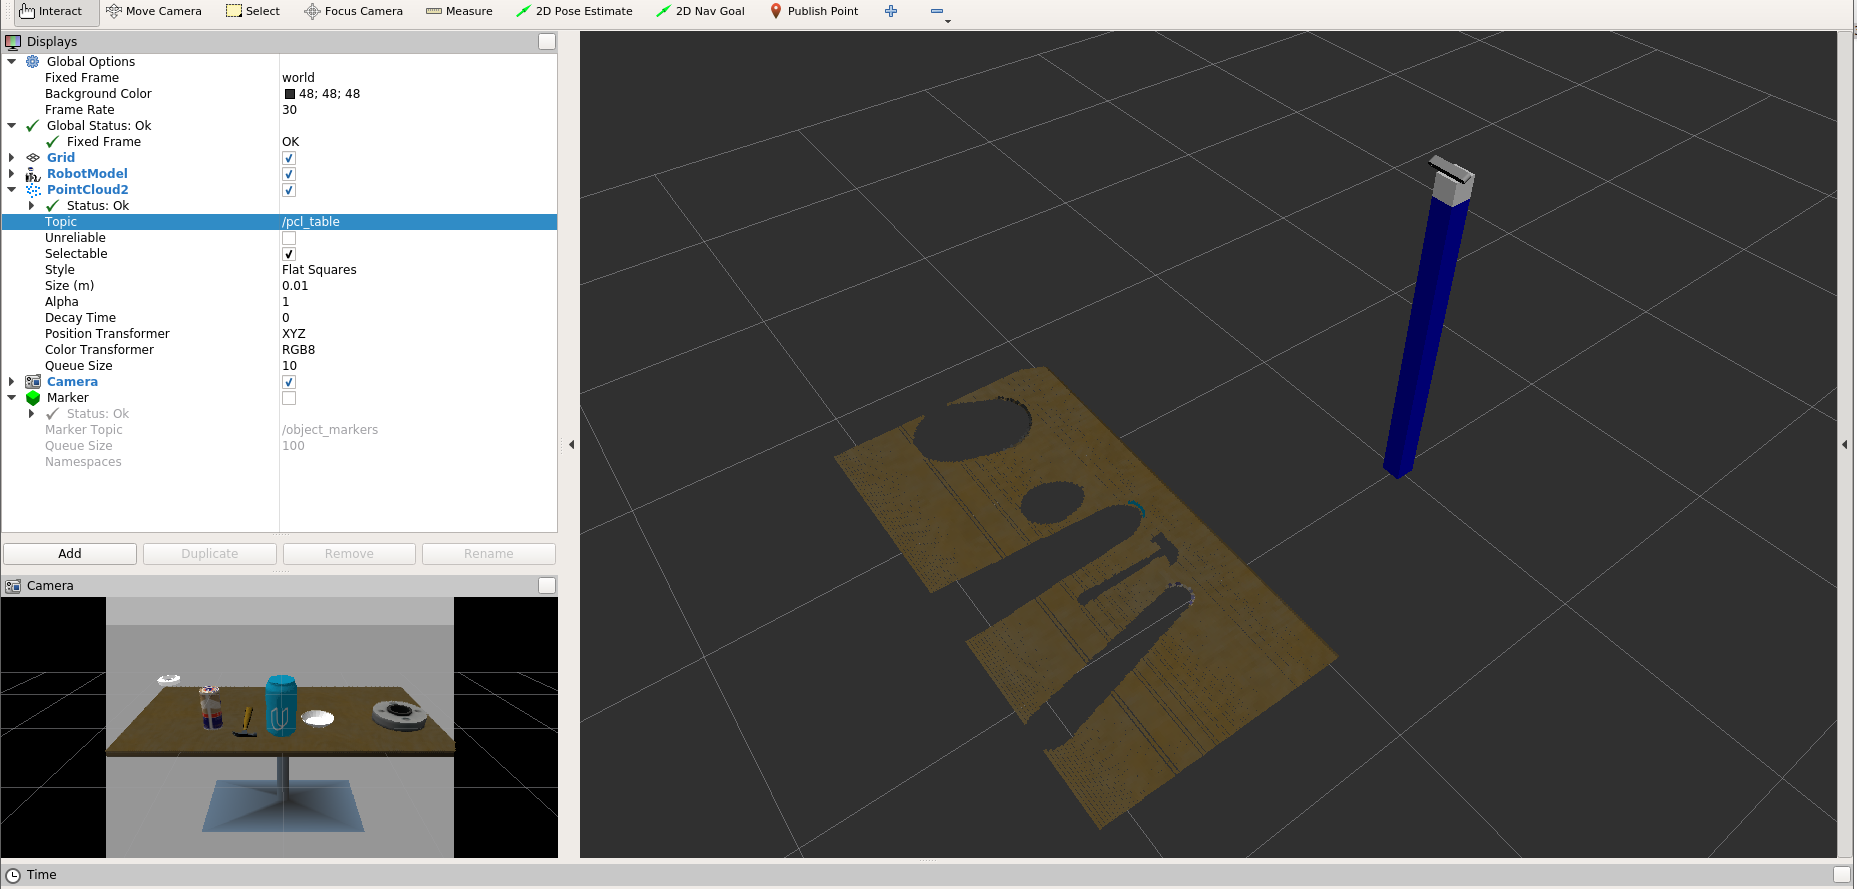 Interact Move Camera Select Focus Camera Measure 2D Pose Estimate 2D Nav Goal Publish Point
Displays
Global Options
Fixed Frame world
Background Color 48; 48; 48
Frame Rate 30
Global Status: Ok
Fixed Frame OK
Grid
RobotModel
PointCloud2
Status: Ok
Topic /pcl_table
Unreliable
Selectable
Style Flat Squares
Size (m) 0.01
Alpha 1
Decay Time 0
Position Transformer XYZ
Color Transformer RGB8
Queue Size 10
Camera
Marker
Status: Ok
Marker Topic /object_markers
Queue Size 100
Namespaces
Add Duplicate Remove Rename
Camera
Time